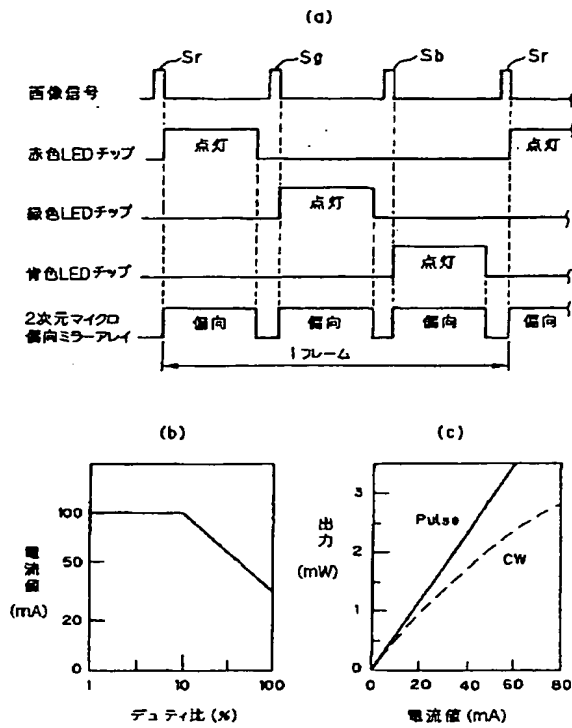 (a)
Sr Sg Sb Sr
画像信号
赤色LEDチップ 点灯 点灯
緑色LEDチップ 点灯
青色LEDチップ 点灯
2次元マイクロ
偏向ミラーアレイ 偏向 偏向 偏向 偏向
1フレーム
(b)
100
50
20
0
電流値
(mA)
1 10 100
デュティ比(%)
(c)
3
2
1
0
出力
(mW)
Pulse
CW
0 20 40 60 80
電流値(mA)